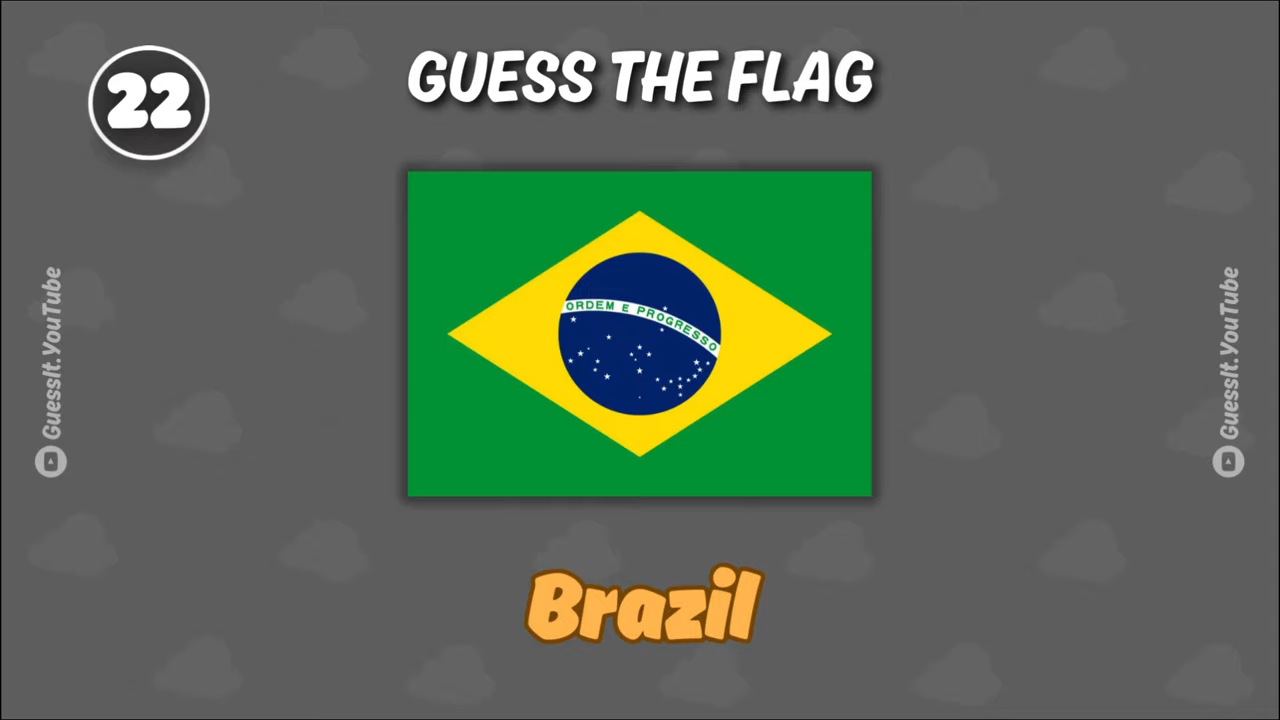 22
GUESS THE FLAG
ORDEM E PROGRESSO
GuessIt.YouTube
GuessIt.YouTube
Brazil